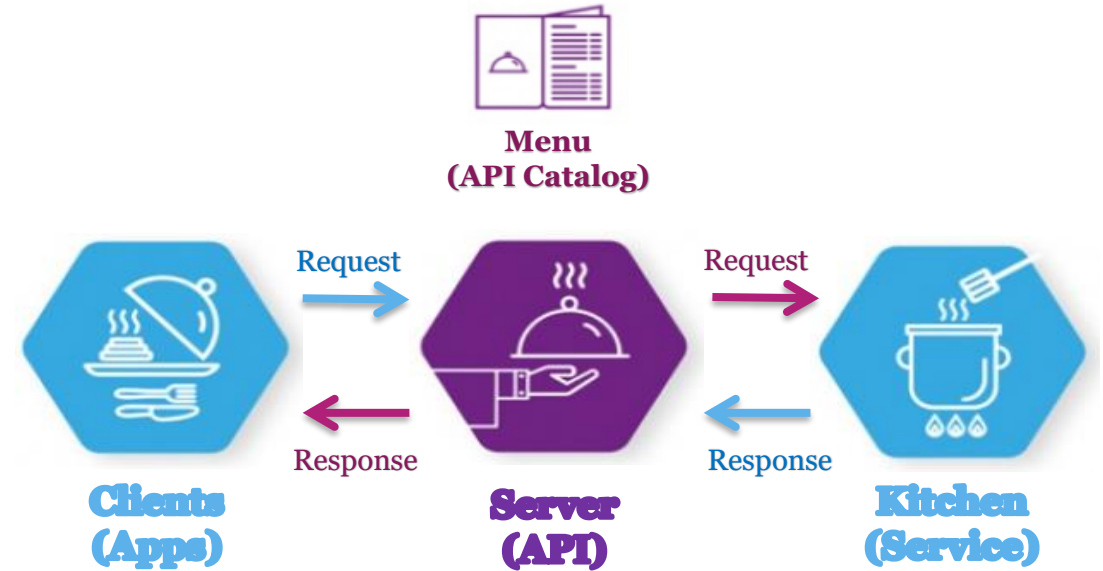 Menu
(API Catalog)
Request
Request
Response
Response
Clients
(Apps)
Server
(API)
Kitchen
(Service)